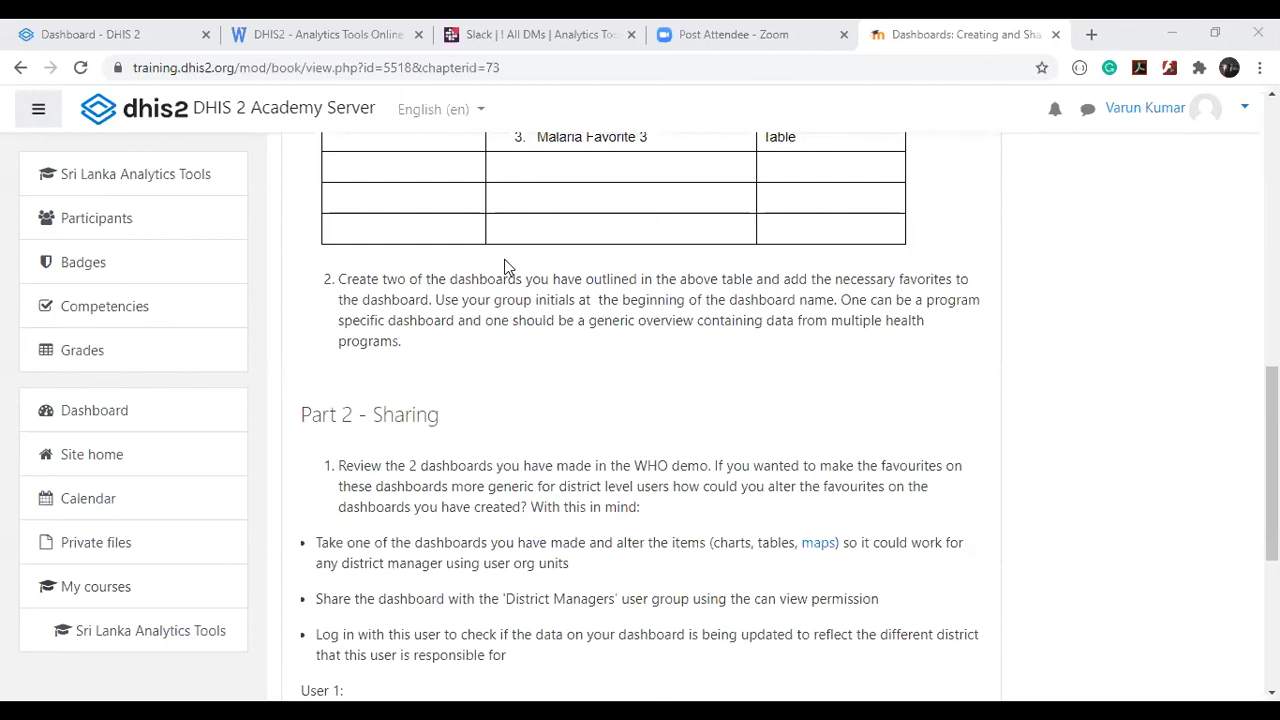 Dashboard - DHIS 2
DHIS2 - Analytics Tools Online
Slack | ! All DMs | Analytics Too
Post Attendee - Zoom
Dashboards: Creating and Sha
training.dhis2.org/mod/book/view.php?id=5518&chapterid=73
dhis2 DHIS 2 Academy Server
English (en)
Varun Kumar
Sri Lanka Analytics Tools
Participants
Badges
Competencies
Grades
Dashboard
Site home
Calendar
Private files
My courses
Sri Lanka Analytics Tools
3. Malaria Favorite 3
Table
2. Create two of the dashboards you have outlined in the above table and add the necessary favorites to
the dashboard. Use your group initials at the beginning of the dashboard name. One can be a program
specific dashboard and one should be a generic overview containing data from multiple health
programs.
Part 2 - Sharing
1. Review the 2 dashboards you have made in the WHO demo. If you wanted to make the favourites on
these dashboards more generic for district level users how could you alter the favourites on the
dashboards you have created? With this in mind:
• Take one of the dashboards you have made and alter the items (charts, tables, maps) so it could work for
any district manager using user org units
• Share the dashboard with the 'District Managers' user group using the can view permission
• Log in with this user to check if the data on your dashboard is being updated to reflect the different district
that this user is responsible for
User 1: